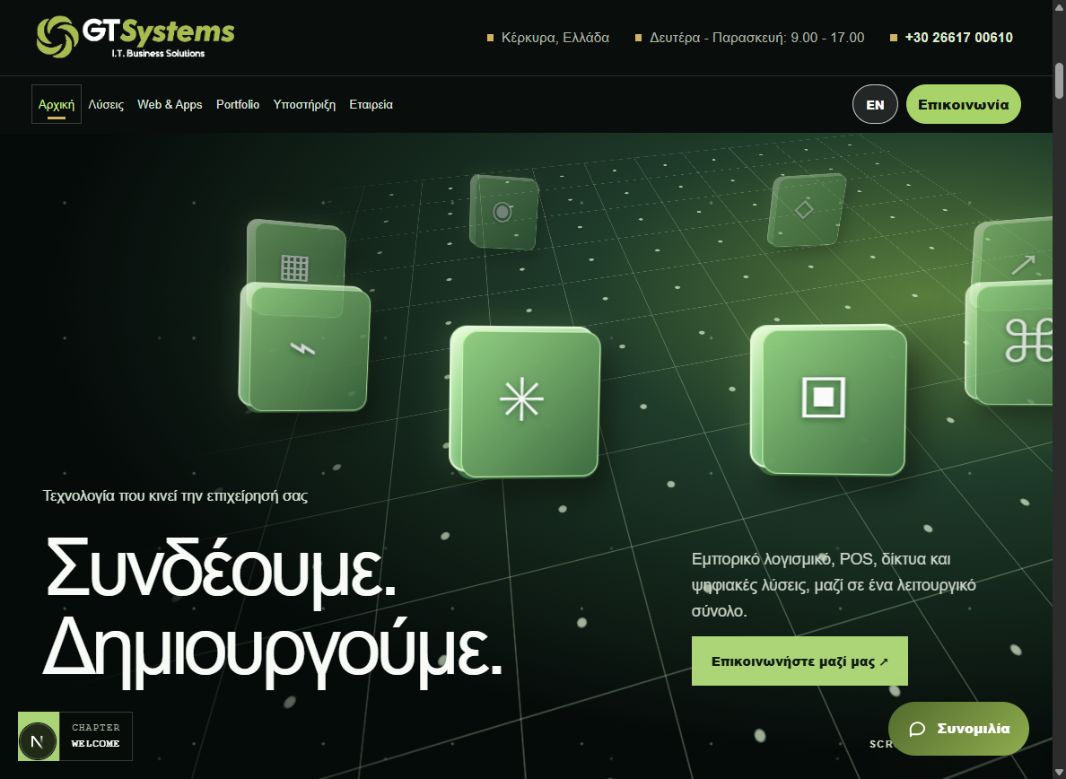 GTSystems
I.T. Business Solutions
Κέρκυρα, Ελλάδα
Δευτέρα - Παρασκευή: 9.00 - 17.00
+30 26617 00610
Αρχική
Λύσεις
Web & Apps
Portfolio
Υποστήριξη
Εταιρεία
EN
Επικοινωνία
Τεχνολογία που κινεί την επιχείρησή σας
Συνδέουμε.
Δημιουργούμε.
Εμπορικό λογισμικό, POS, δίκτυα και
ψηφιακές λύσεις, μαζί σε ένα λειτουργικό
σύνολο.
Επικοινωνήστε μαζί μας ↗
N
CHAPTER
WELCOME
SCR
Συνομιλία